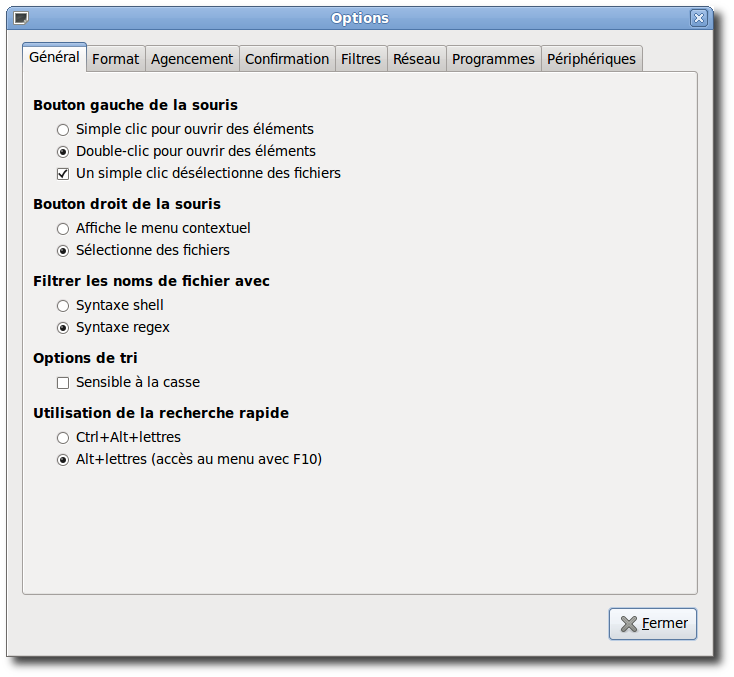 Options
Général Format Agencement Confirmation Filtres Réseau Programmes Périphériques
Bouton gauche de la souris
Simple clic pour ouvrir des éléments
Double-clic pour ouvrir des éléments
Un simple clic désélectionne des fichiers
Bouton droit de la souris
Affiche le menu contextuel
Sélectionne des fichiers
Filtrer les noms de fichier avec
Syntaxe shell
Syntaxe regex
Options de tri
Sensible à la casse
Utilisation de la recherche rapide
Ctrl+Alt+lettres
Alt+lettres (accès au menu avec F10)
Fermer